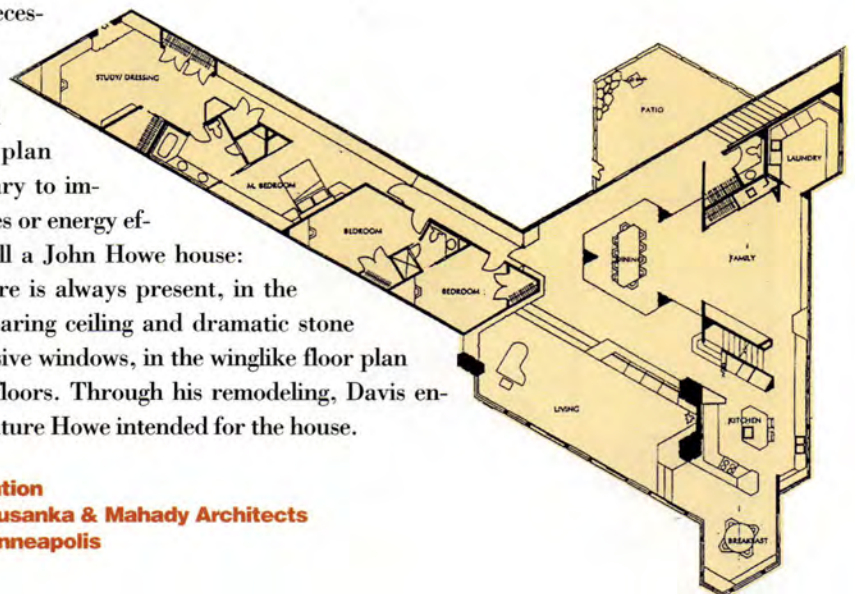 eces-
plan
ary to im-
es or energy ef-
ll a John Howe house:
re is always present, in the
aring ceiling and dramatic stone
sive windows, in the winglike floor plan
floors. Through his remodeling, Davis en-
ture Howe intended for the house.
ution
usanka & Mahady Architects
nneapolis
STUDY/DRESSING
M. BEDROOM
BEDROOM
BEDROOM
PATIO
LAUNDRY
DINING
FAMILY
LIVING
KITCHEN
BREAKFAST